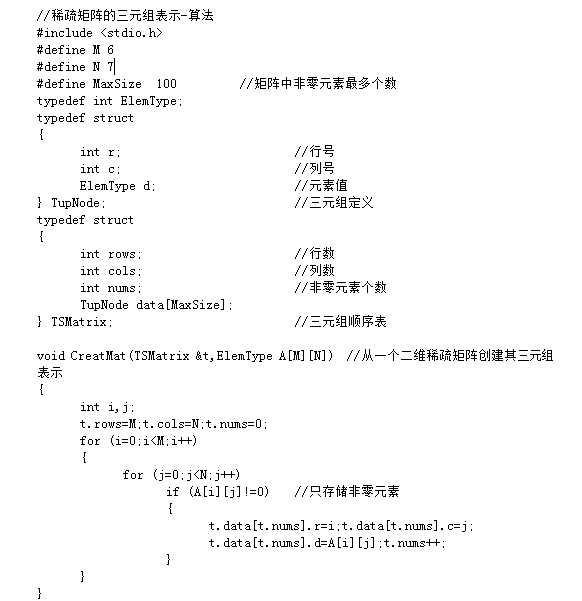 //稀疏矩阵的三元组表示-算法
#include <stdio.h>
#define M 6
#define N 7
#define MaxSize  100         //矩阵中非零元素最多个数
typedef int ElemType;
typedef struct
{
      int r;                         //行号
      int c;                         //列号
      ElemType d;                    //元素值
} TupNode;                           //三元组定义
typedef struct
{
      int rows;                      //行数
      int cols;                      //列数
      int nums;                      //非零元素个数
      TupNode data[MaxSize];
} TSMatrix;                          //三元组顺序表

void CreatMat(TSMatrix &t,ElemType A[M][N])  //从一个二维稀疏矩阵创建其三元组
表示
{
      int i,j;
      t.rows=M;t.cols=N;t.nums=0;
      for (i=0;i<M;i++)
      {
            for (j=0;j<N;j++)
                  if (A[i][j]!=0)   //只存储非零元素
                  {
                        t.data[t.nums].r=i;t.data[t.nums].c=j;
                        t.data[t.nums].d=A[i][j];t.nums++;
                  }
      }
}